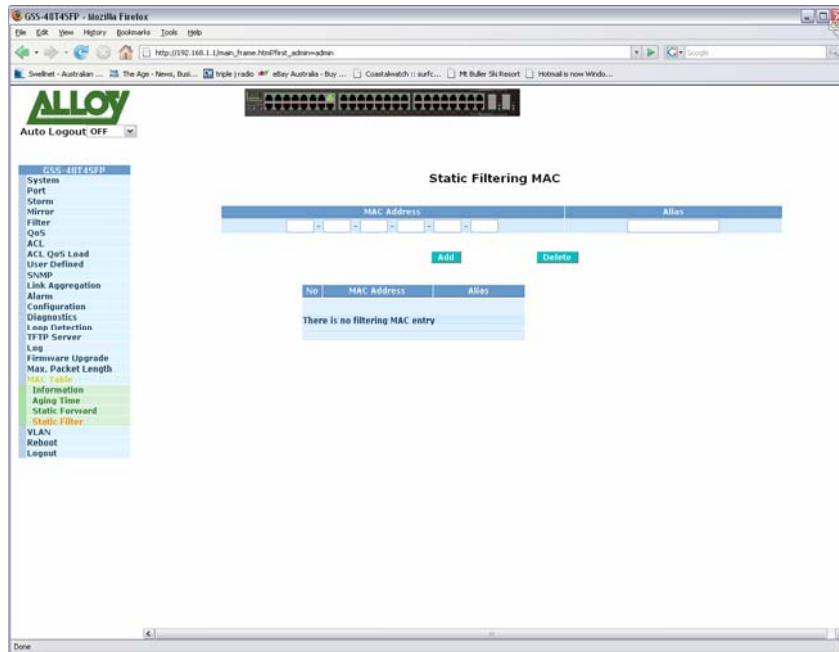 GSS-48T4SFP - Mozilla Firefox
File Edit View History Bookmarks Tools Help
http://192.168.1.1/main_frame.html?first_admin=admin
Google
Swellnet - Australian ... The Age - News, Busi... triple j radio eBay Australia - Buy ... Coastalwatch :: surfc... Mt Buller Ski Resort Hotmail is now Windo...
ALLOY
Auto Logout OFF
GSS-48T4SFP
System
Port
Storm
Mirror
Filter
QoS
ACL
ACL QoS Load
User Defined
SNMP
Link Aggregation
Alarm
Configuration
Diagnostics
Loop Detection
TFTP Server
Log
Firmware Upgrade
Max. Packet Length
MAC Table
Information
Aging Time
Static Forward
Static Filter
VLAN
Reboot
Logout
Static Filtering MAC
MAC Address Alias
- - - - -
Add Delete
No MAC Address Alias
There is no filtering MAC entry
Done